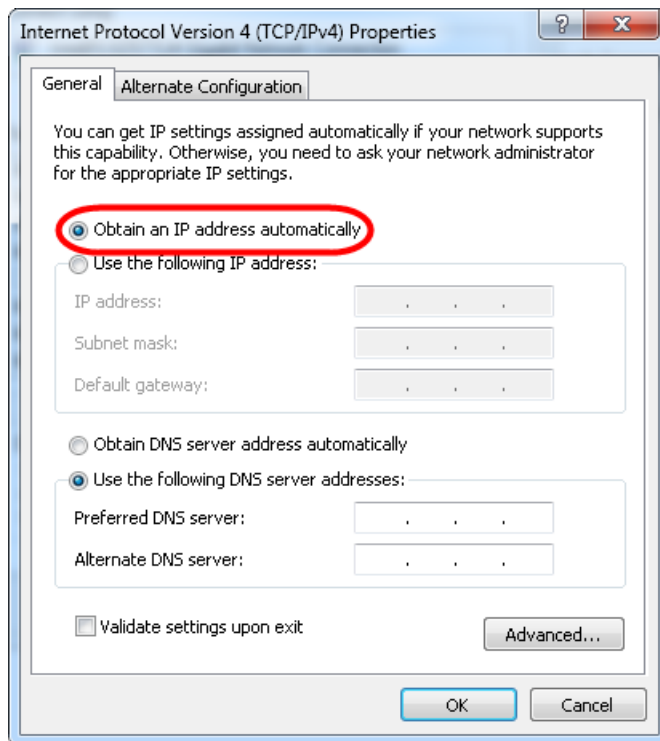 Internet Protocol Version 4 (TCP/IPv4) Properties
?
X
General
Alternate Configuration
You can get IP settings assigned automatically if your network supports
this capability. Otherwise, you need to ask your network administrator
for the appropriate IP settings.
Obtain an IP address automatically
Use the following IP address:
IP address:
. . .
Subnet mask:
. . .
Default gateway:
. . .
Obtain DNS server address automatically
Use the following DNS server addresses:
Preferred DNS server:
. . .
Alternate DNS server:
. . .
Validate settings upon exit
Advanced...
OK
Cancel